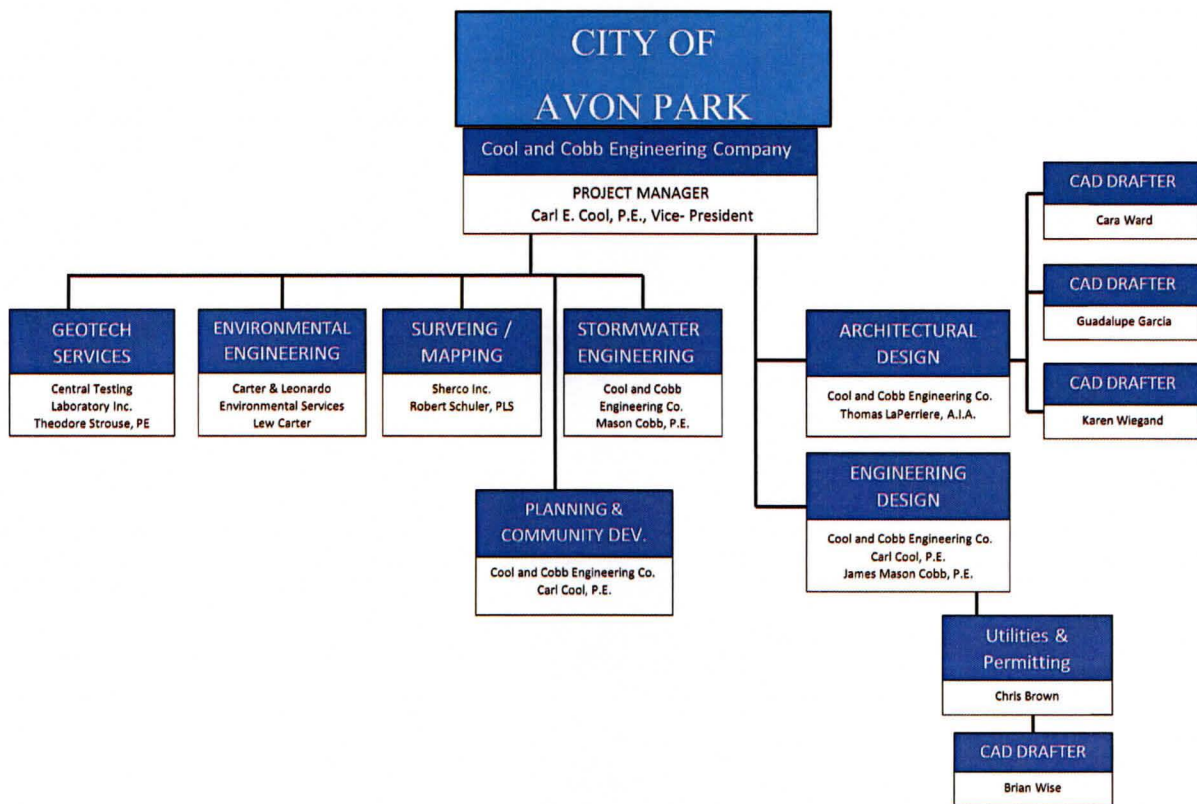 CITY OF
AVON PARK
Cool and Cobb Engineering Company
PROJECT MANAGER
Carl E. Cool, P.E., Vice- President
GEOTECH
SERVICES
Central Testing
Laboratory Inc.
Theodore Strouse, PE
ENVIRONMENTAL
ENGINEERING
Carter & Leonardo
Environmental Services
Lew Carter
SURVEING /
MAPPING
Sherco Inc.
Robert Schuler, PLS
STORMWATER
ENGINEERING
Cool and Cobb
Engineering Co.
Mason Cobb, P.E.
PLANNING &
COMMUNITY DEV.
Cool and Cobb Engineering Co.
Carl Cool, P.E.
ARCHITECTURAL
DESIGN
Cool and Cobb Engineering Co.
Thomas LaPerriere, A.I.A.
CAD DRAFTER
Cara Ward
CAD DRAFTER
Guadalupe Garcia
CAD DRAFTER
Karen Wiegand
ENGINEERING
DESIGN
Cool and Cobb Engineering Co.
Carl Cool, P.E.
James Mason Cobb, P.E.
Utilities &
Permitting
Chris Brown
CAD DRAFTER
Brian Wise